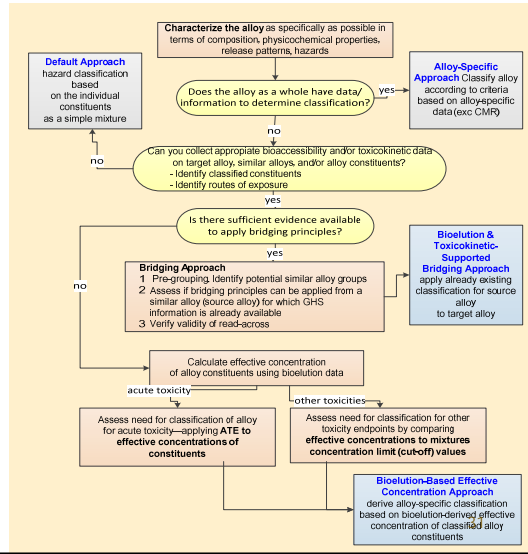 Characterize the alloy as specifically as possible in
terms of composition, physicochemical properties,
release patterns, hazards
Default Approach
hazard classification
based
on the individual
constituents
as a simple mixture
Does the alloy as a whole have data/
information to determine classification?
yes
Alloy-Specific
Approach Classify alloy
according to criteria
based on alloy-specific
data (exc CMR)
no
Can you collect appropiate bioaccessibility and/or toxicokinetic data
on target alloy, similar alloys, and/or alloy constituents?
- Identify classified constituents
- Identify routes of exposure
no
yes
Is there sufficient evidence available
to apply bridging principles?
yes
no
Bridging Approach
1 Pre-grouping, Identify potential similar alloy groups
2 Assess if bridging principles can be applied from a
similar alloy (source alloy) for which GHS
information is already available
3 Verify validity of read-across
Bioelution &
Toxicokinetic-
Supported
Bridging Approach
apply already existing
classification for source
alloy
to target alloy
Calculate effective concentration
of alloy constituents using bioelution data
acute toxicity
other toxicities
Assess need for classification of alloy
for acute toxicity—applying ATE to
effective concentrations of
constituents
Assess need for classification for other
toxicity endpoints by comparing
effective concentrations to mixtures
concentration limit (cut-off) values
Bioelution-Based Effective
Concentration Approach
derive alloy-specific classification
based on bioelution-derived effective
concentration of classified alloy
constituents